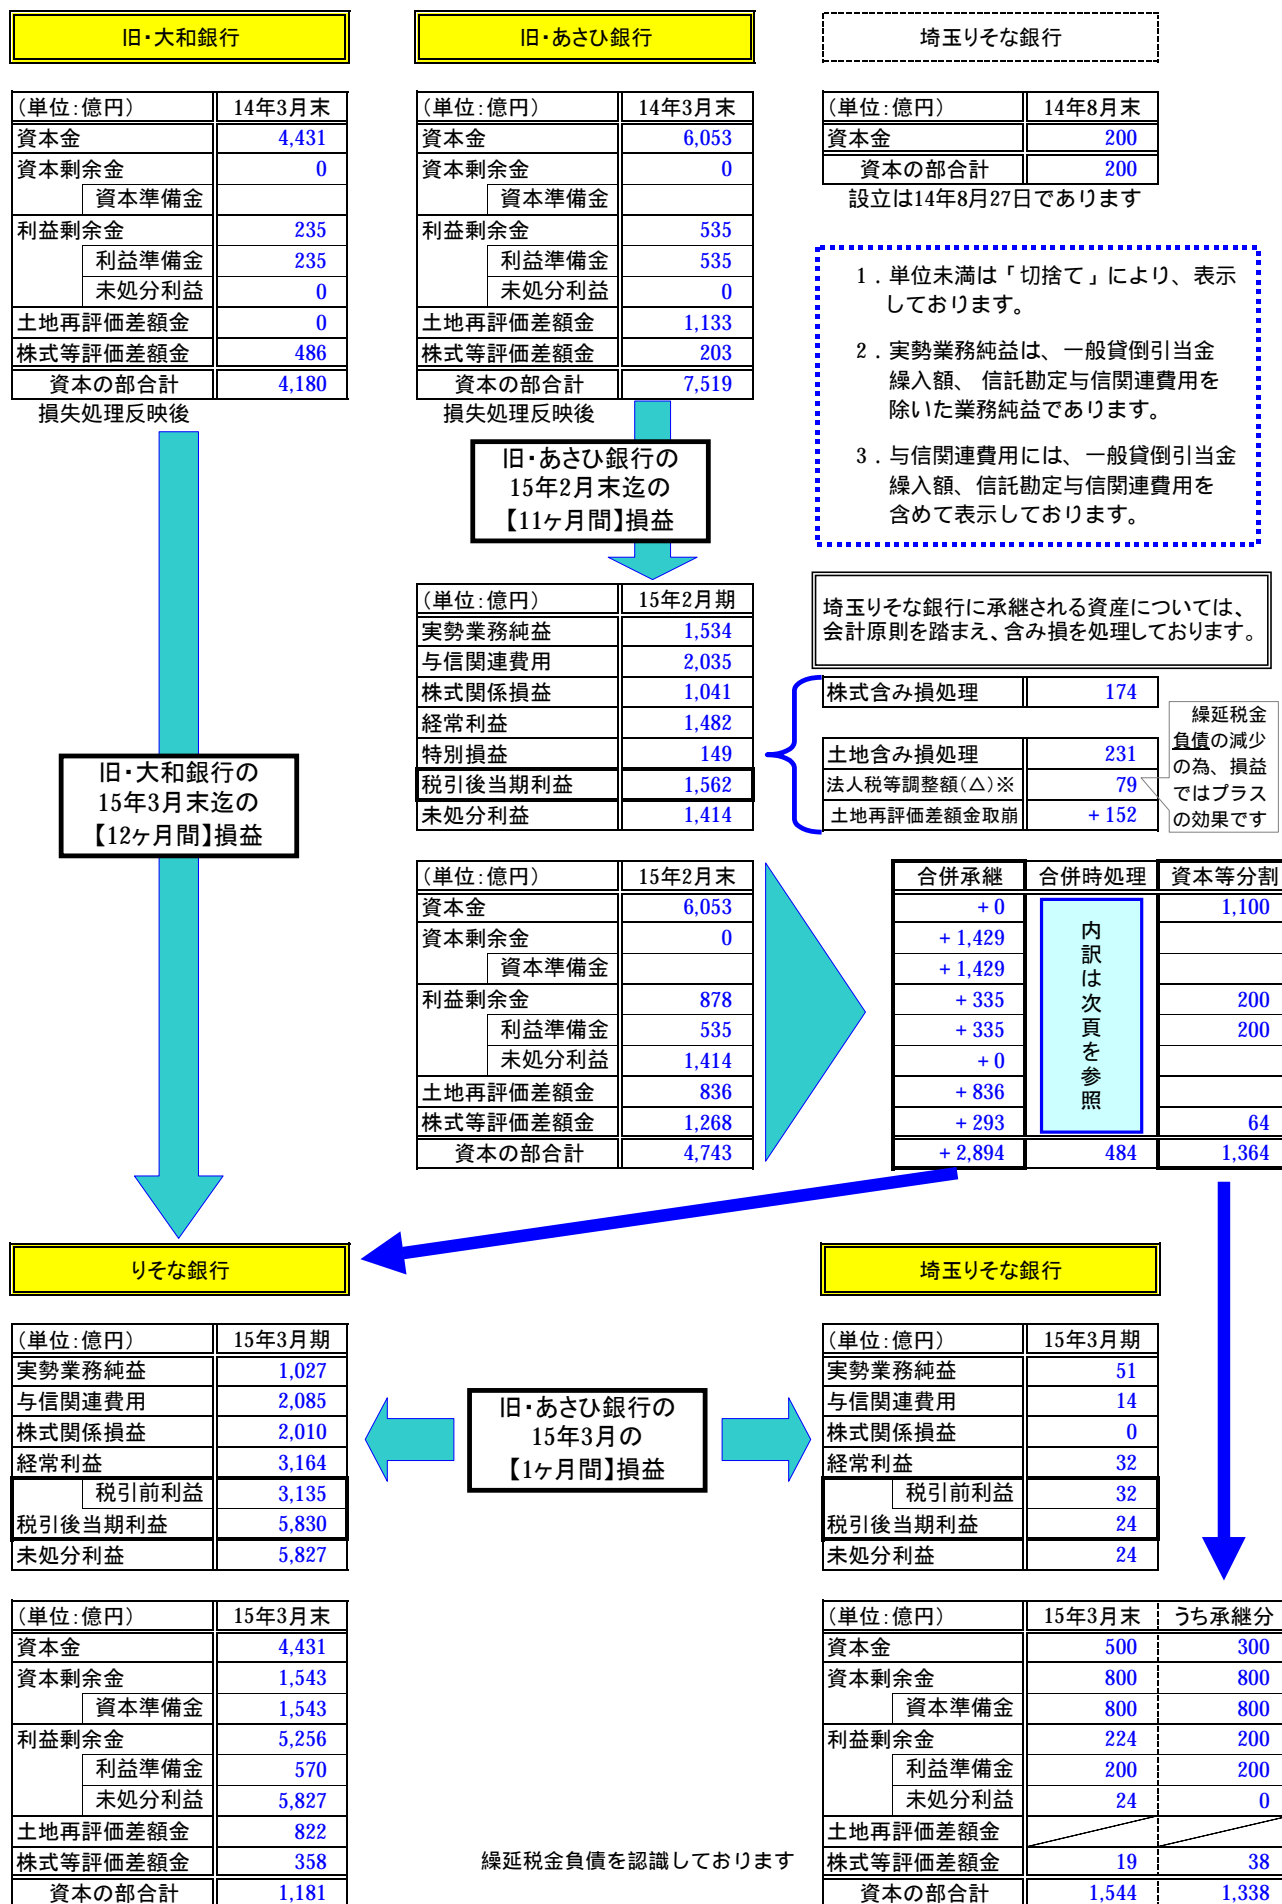 旧・大和銀行
旧・あさひ銀行
埼玉りそな銀行
(単位:億円) 14年3月末
資本金 4,431
資本剰余金 0
資本準備金
利益剰余金 235
利益準備金 235
未処分利益 0
土地再評価差額金 0
株式等評価差額金 486
資本の部合計 4,180
損失処理反映後
(単位:億円) 14年3月末
資本金 6,053
資本剰余金 0
資本準備金
利益剰余金 535
利益準備金 535
未処分利益 0
土地再評価差額金 1,133
株式等評価差額金 203
資本の部合計 7,519
損失処理反映後
(単位:億円) 14年8月末
資本金 200
資本の部合計 200
設立は14年8月27日であります
1.単位未満は「切捨て」により、表示
しております。
2.実勢業務純益は、一般貸倒引当金
繰入額、 信託勘定与信関連費用を
除いた業務純益であります。
3.与信関連費用には、一般貸倒引当金
繰入額、信託勘定与信関連費用を
含めて表示しております。
旧・あさひ銀行の
15年2月末迄の
【11ヶ月間】損益
旧・大和銀行の
15年3月末迄の
【12ヶ月間】損益
(単位:億円) 15年2月期
実勢業務純益 1,534
与信関連費用 2,035
株式関係損益 1,041
経常利益 1,482
特別損益 149
税引後当期利益 1,562
未処分利益 1,414
埼玉りそな銀行に承継される資産については、
会計原則を踏まえ、含み損を処理しております。
株式含み損処理 174
土地含み損処理 231
法人税等調整額(△)※ 79
土地再評価差額金取崩 +152
繰延税金
負債の減少
の為、損益
ではプラス
の効果です
(単位:億円) 15年2月末
資本金 6,053
資本剰余金 0
資本準備金
利益剰余金 878
利益準備金 535
未処分利益 1,414
土地再評価差額金 836
株式等評価差額金 1,268
資本の部合計 4,743
合併承継 合併時処理 資本等分割
+0 1,100
+1,429
+1,429
+335 200
+335 200
+0
+836
+293 64
+2,894 484 1,364
内訳は次頁を参照
りそな銀行
埼玉りそな銀行
(単位:億円) 15年3月期
実勢業務純益 1,027
与信関連費用 2,085
株式関係損益 2,010
経常利益 3,164
税引前利益 3,135
税引後当期利益 5,830
未処分利益 5,827
旧・あさひ銀行の
15年3月の
【1ヶ月間】損益
(単位:億円) 15年3月期
実勢業務純益 51
与信関連費用 14
株式関係損益 0
経常利益 32
税引前利益 32
税引後当期利益 24
未処分利益 24
(単位:億円) 15年3月末
資本金 4,431
資本剰余金 1,543
資本準備金 1,543
利益剰余金 5,256
利益準備金 570
未処分利益 5,827
土地再評価差額金 822
株式等評価差額金 358
資本の部合計 1,181
繰延税金負債を認識しております
(単位:億円) 15年3月末 うち承継分
資本金 500 300
資本剰余金 800 800
資本準備金 800 800
利益剰余金 224 200
利益準備金 200 200
未処分利益 24 0
土地再評価差額金
株式等評価差額金 19 38
資本の部合計 1,544 1,338